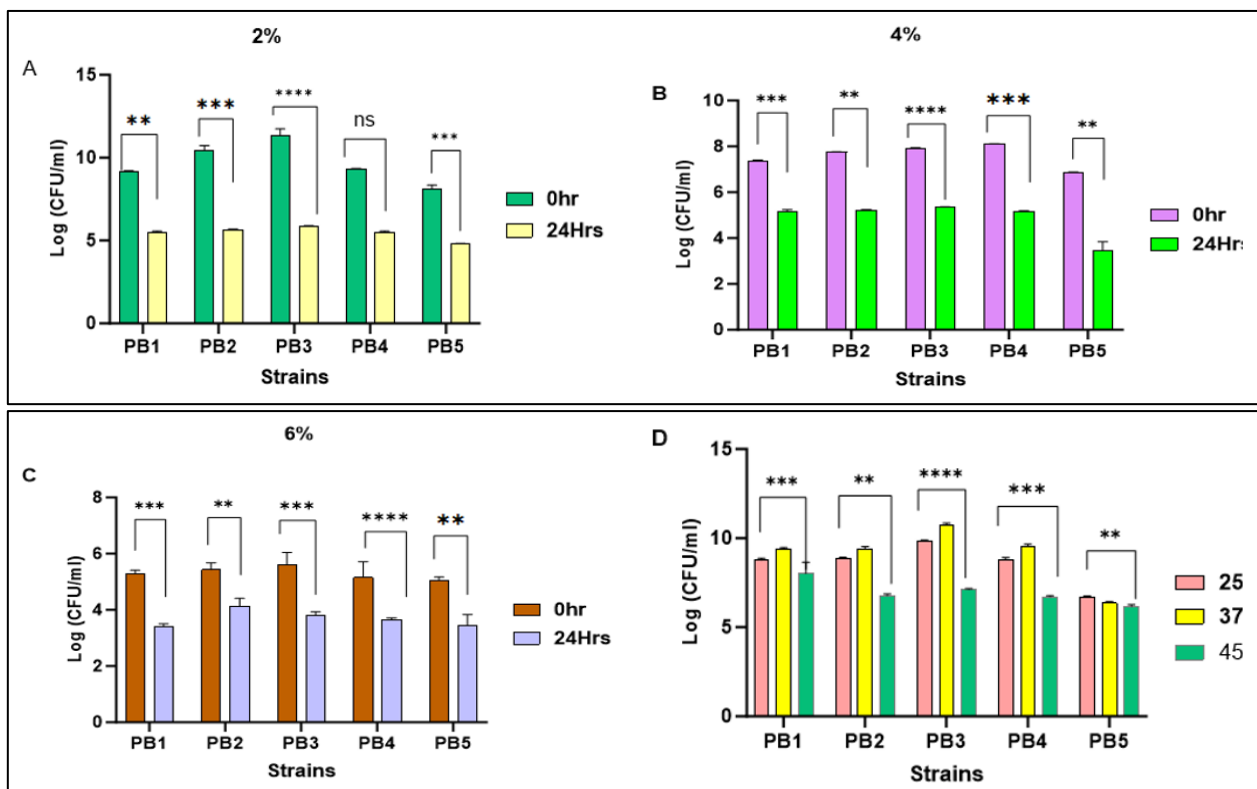 2%
A
15
10
5
0
Log (CFU/ml)
**
***
****
ns
***
PB1 PB2 PB3 PB4 PB5
Strains
0hr
24Hrs
4%
B
10
8
6
4
2
0
Log (CFU/ml)
***
**
****
***
**
PB1 PB2 PB3 PB4 PB5
Strains
0hr
24Hrs
6%
C
8
6
4
2
0
Log (CFU/ml)
***
**
***
****
**
PB1 PB2 PB3 PB4 PB5
Strains
0hr
24Hrs
D
15
10
5
0
Log (CFU/ml)
***
**
****
***
**
PB1 PB2 PB3 PB4 PB5
Strains
25
37
45